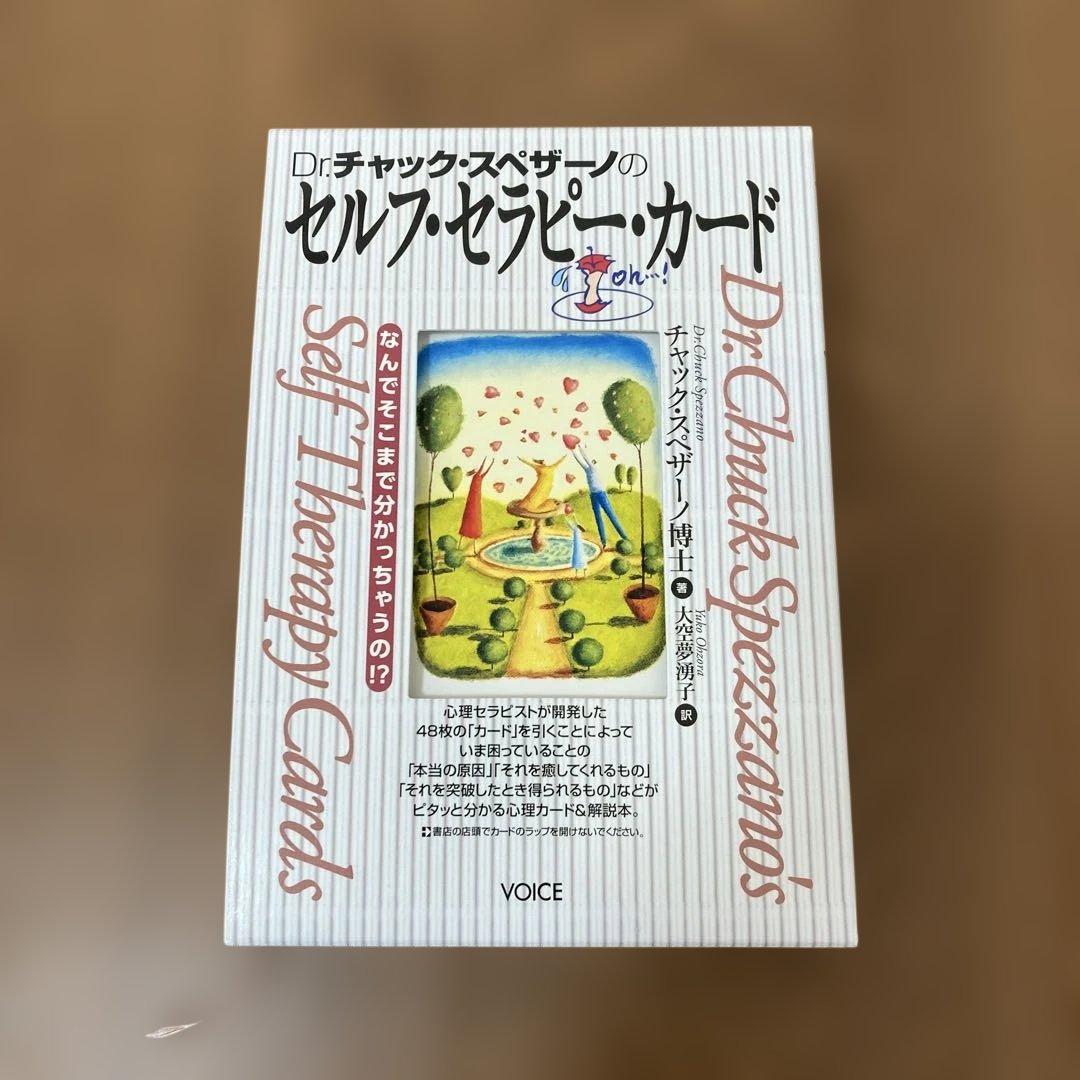 Dr.チャック・スペザーノの
セルフ・セラピー・カード
oh…!
Dr.Chuck Spezzano's
Self Therapy Cards
なんでそこまで分かっちゃうの!?
Dr.Chuck Spezzano
チャック・スペザーノ博士 著
Yuko Ohzora
大空夢湧子 訳
心理セラピストが開発した
48枚の「カード」を引くことによって
いま困っていることの
「本当の原因」「それを癒してくれるもの」
「それを突破したとき得られるもの」などが
ピタッと分かる心理カード&解説本。
書店の店頭でカードのラップを開けないでください。
VOICE